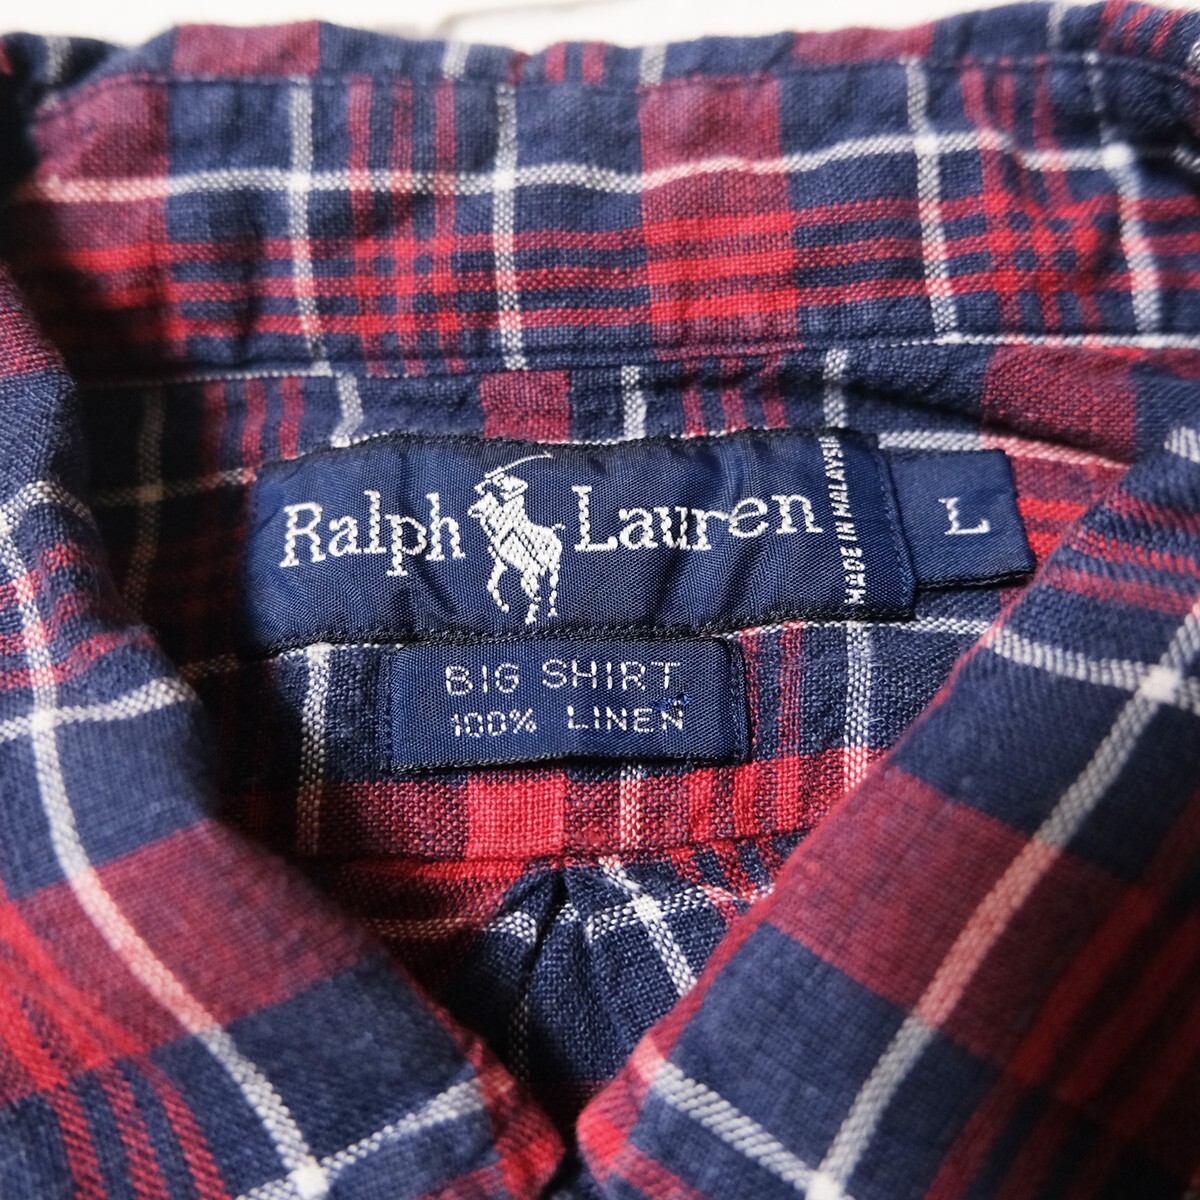 Ralph Lauren
MADE IN MALAYSIA
L
BIG SHIRT
100% LINEN